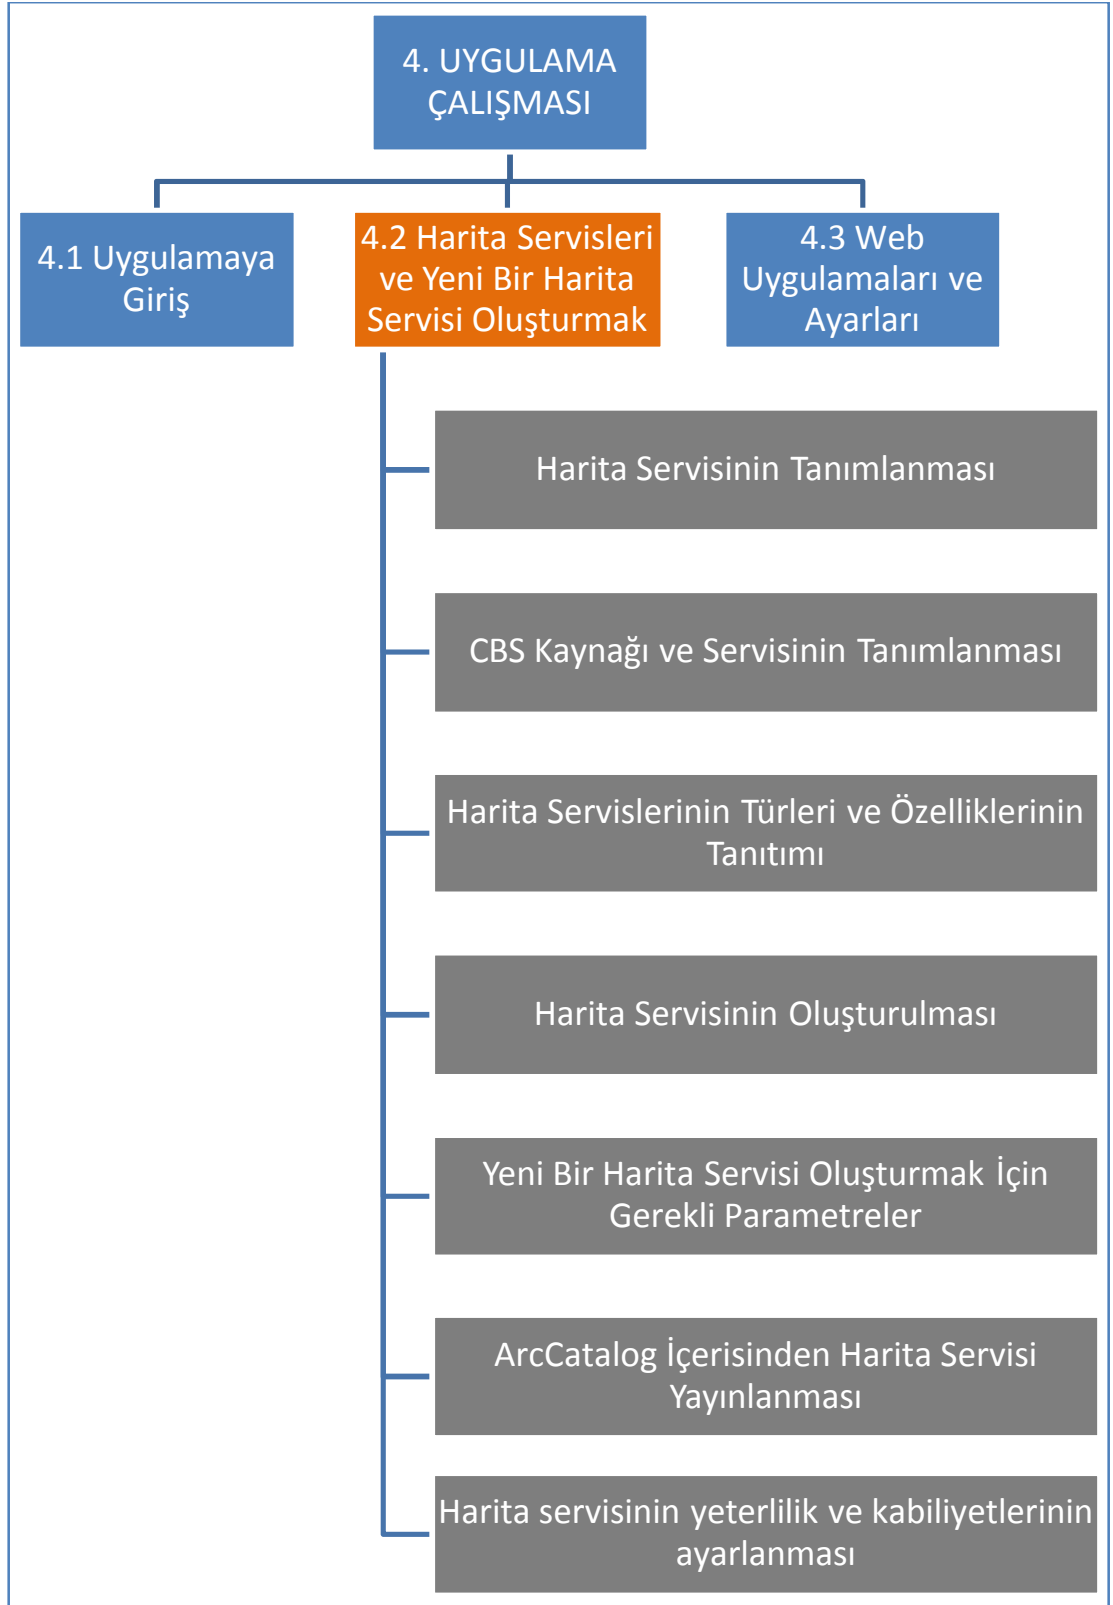 4. UYGULAMA
ÇALIŞMASI
4.1 Uygulamaya
Giriş
4.2 Harita Servisleri
ve Yeni Bir Harita
Servisi Oluşturmak
4.3 Web
Uygulamaları ve
Ayarları
Harita Servisinin Tanımlanması
CBS Kaynağı ve Servisinin Tanımlanması
Harita Servislerinin Türleri ve Özelliklerinin
Tanıtımı
Harita Servisinin Oluşturulması
Yeni Bir Harita Servisi Oluşturmak İçin
Gerekli Parametreler
ArcCatalog İçerisinden Harita Servisi
Yayınlanması
Harita servisinin yeterlilik ve kabiliyetlerinin
ayarlanması